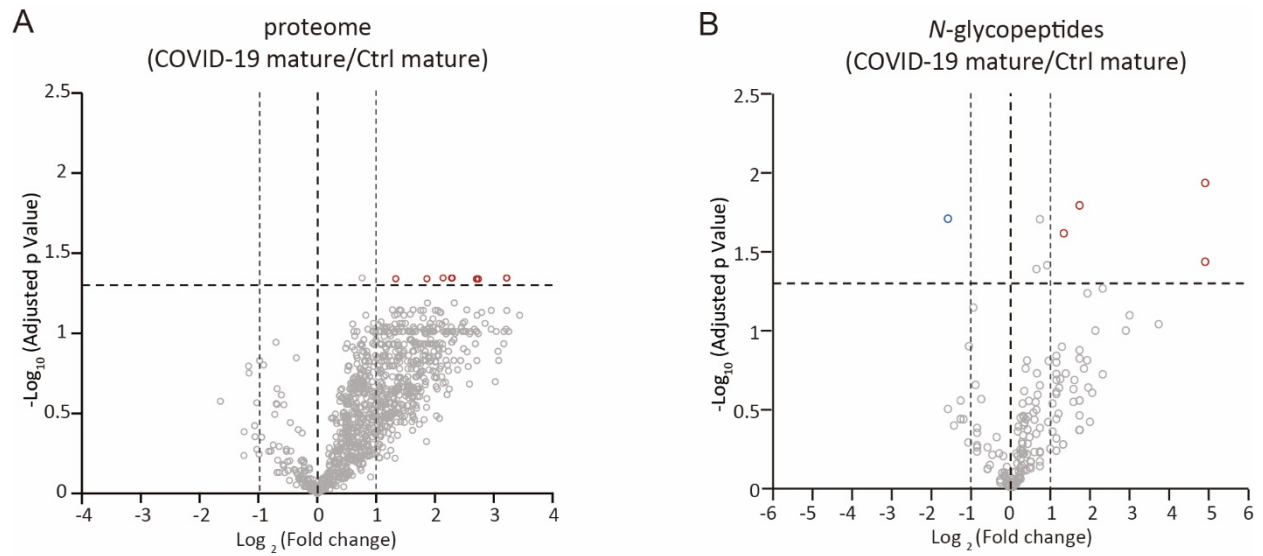 A
proteome
(COVID-19 mature/Ctrl mature)
2.5
2
1.5
1
0.5
0
-Log10 (Adjusted p Value)
-4 -3 -2 -1 0 1 2 3 4
Log 2 (Fold change)
B
N-glycopeptides
(COVID-19 mature/Ctrl mature)
2.5
2
1.5
1
0.5
0
-Log10 (Adjusted p Value)
-6 -5 -4 -3 -2 -1 0 1 2 3 4 5 6
Log 2 (Fold change)